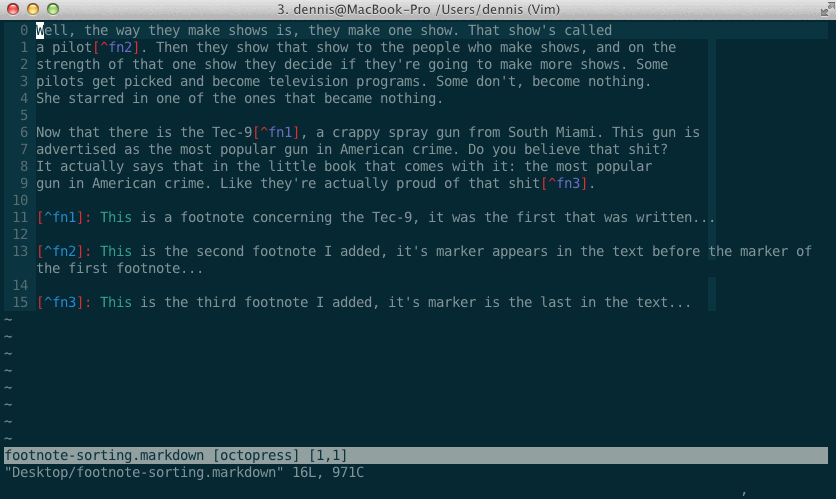 3. dennis@MacBook-Pro /Users/dennis (Vim)
0 Well, the way they make shows is, they make one show. That show's called
1 a pilot[^fn2]. Then they show that show to the people who make shows, and on the
2 strength of that one show they decide if they're going to make more shows. Some
3 pilots get picked and become television programs. Some don't, become nothing.
4 She starred in one of the ones that became nothing.
5
6 Now that there is the Tec-9[^fn1], a crappy spray gun from South Miami. This gun is
7 advertised as the most popular gun in American crime. Do you believe that shit?
8 It actually says that in the little book that comes with it: the most popular
9 gun in American crime. Like they're actually proud of that shit[^fn3].
10
11 [^fn1]: This is a footnote concerning the Tec-9, it was the first that was written...
12
13 [^fn2]: This is the second footnote I added, it's marker appears in the text before the marker of
the first footnote...
14
15 [^fn3]: This is the third footnote I added, it's marker is the last in the text...
~
~
~
~
~
~
~
~
footnote-sorting.markdown [octopress] [1,1]
"Desktop/footnote-sorting.markdown" 16L, 971C
,